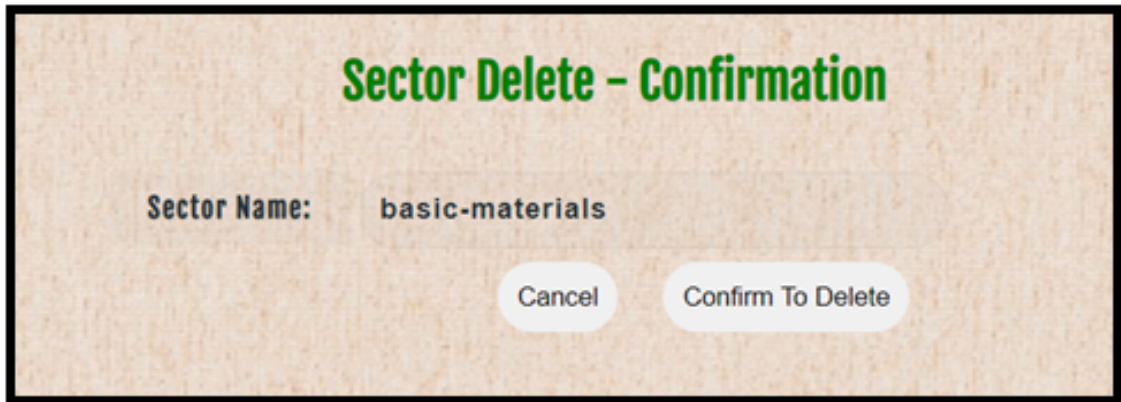 Sector Delete - Confirmation
Sector Name: basic-materials
Cancel Confirm To Delete